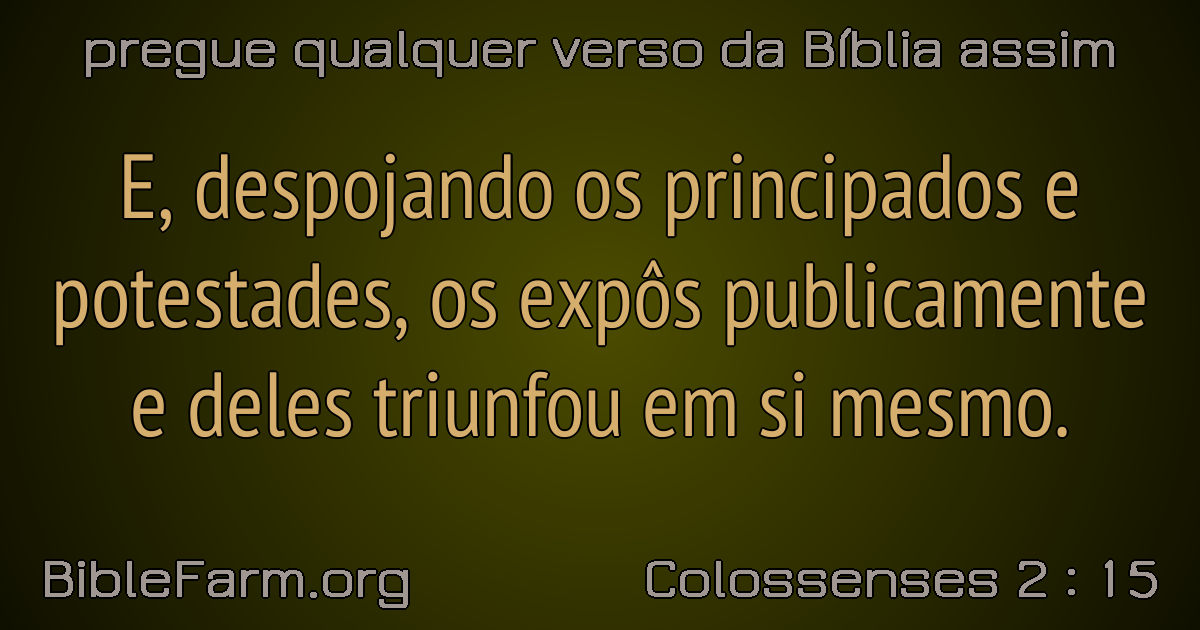 pregue qualquer verso da Bíblia assim
E, despojando os principados e
potestades, os expôs publicamente
e deles triunfou em si mesmo.
BibleFarm.org
Colossenses 2 : 15